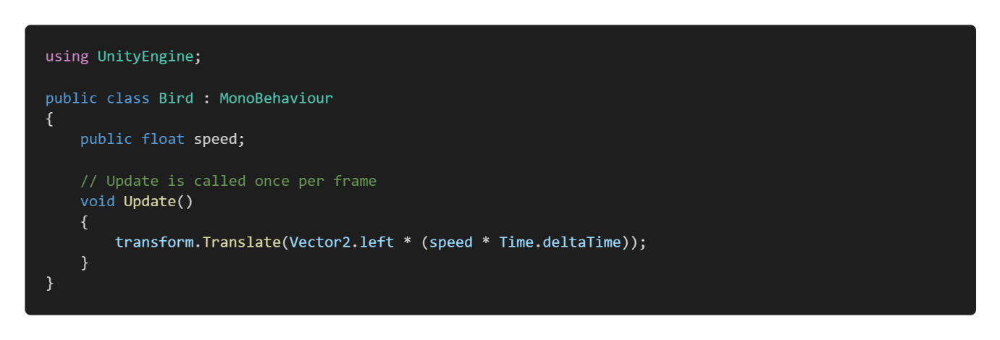 using UnityEngine;
public class Bird : MonoBehaviour
{
    public float speed;
    // Update is called once per frame
    void Update()
    {
        transform.Translate(Vector2.left * (speed * Time.deltaTime));
    }
}